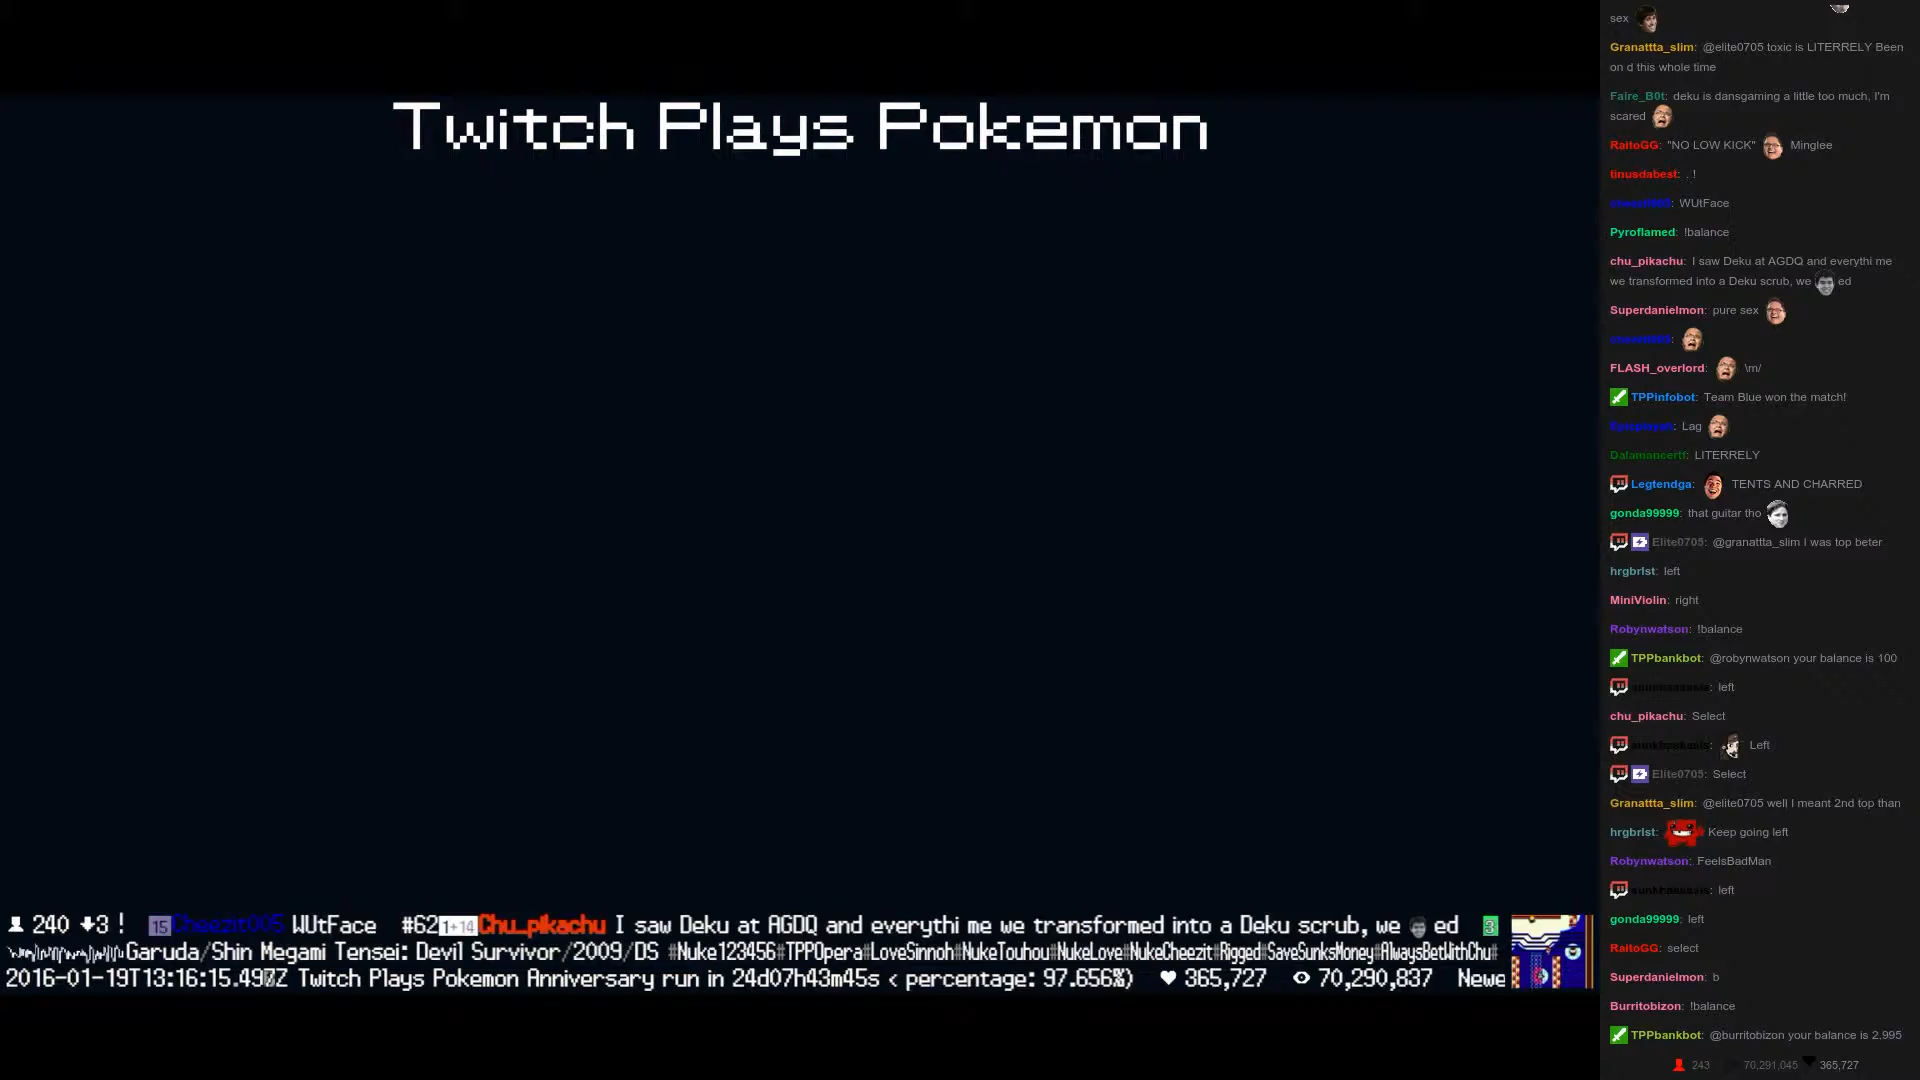 Twitch Plays Pokemon
240 3 ! 15 Cheezit005 WUtFace #62 1+14 Chu_pikachu I saw Deku at AGDQ and everythi me we transformed into a Deku scrub, we ed 3
Garuda/Shin Megami Tensei: Devil Survivor/2009/DS #Nuke123456#TPPOpera#LoveSinnoh#NukeTouhou#NukeLove#NukeCheezit#Rigged#SaveSunksMoney#AlwaysBetWithChu#
2016-01-19T13:16:15.490Z Twitch Plays Pokemon Anniversary run in 24d07h43m45s < percentage: 97.656%) 365,727 70,290,837 Newe
sex
Granattta_slim: @elite0705 toxic is LITERRELY Been
on d this whole time
Faire_B0t: deku is dansgaming a little too much, I'm
scared
RaitoGG: "NO LOW KICK" Minglee
linusdabest: . !
WUtFace
Pyroflamed: !balance
chu_pikachu: I saw Deku at AGDQ and everythi me
we transformed into a Deku scrub, we ed
Superdanielmon: pure sex
FLASH_overlord: \m/
TPPinfobot: Team Blue won the match!
Lag
Dalamancertf: LITERRELY
Legtendga: TENTS AND CHARRED
gonda99999: that guitar tho
Elite0705: @granattta_slim I was top beter
hrgbrlst: left
MiniViolin: right
Robynwatson: !balance
TPPbankbot: @robynwatson your balance is 100
: left
chu_pikachu: Select
: Left
Elite0705: Select
Granattta_slim: @elite0705 well I meant 2nd top than
hrgbrlst: Keep going left
Robynwatson: FeelsBadMan
: left
gonda99999: left
RaitoGG: select
Superdanielmon: b
Burritobizon: !balance
TPPbankbot: @burritobizon your balance is 2,995
243 70,291,045 365,727